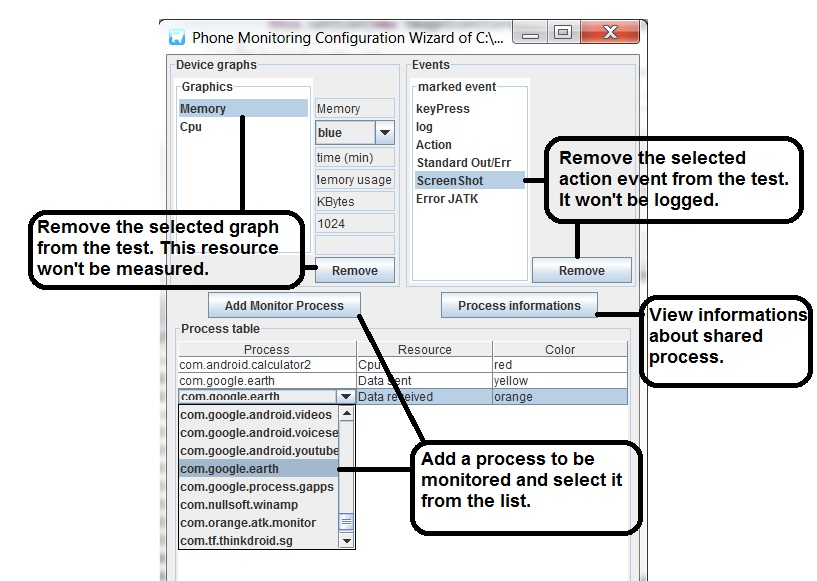 Phone Monitoring Configuration Wizard of C:\...
Device graphs
Events
Graphics
marked event
Memory
Cpu
Memory
blue
time (min)
emory usage
KBytes
1024
Remove
keyPress
log
Action
Standard Out/Err
ScreenShot
Error JATK
Remove
Remove the selected
action event from the test.
It won't be logged.
Remove the selected graph
from the test. This resource
won't be measured.
Add Monitor Process
Process informations
View informations
about shared
process.
Process table
Process Resource Color
com.android.calculator2 Cpu red
com.google.earth Data sent yellow
com.google.earth Data received orange
com.google.android.videos
com.google.android.voicese
com.google.android.youtube
com.google.earth
com.google.process.gapps
com.nullsoft.winamp
com.orange.atk.monitor
com.tf.thinkdroid.sg
Add a process to be
monitored and select it
from the list.